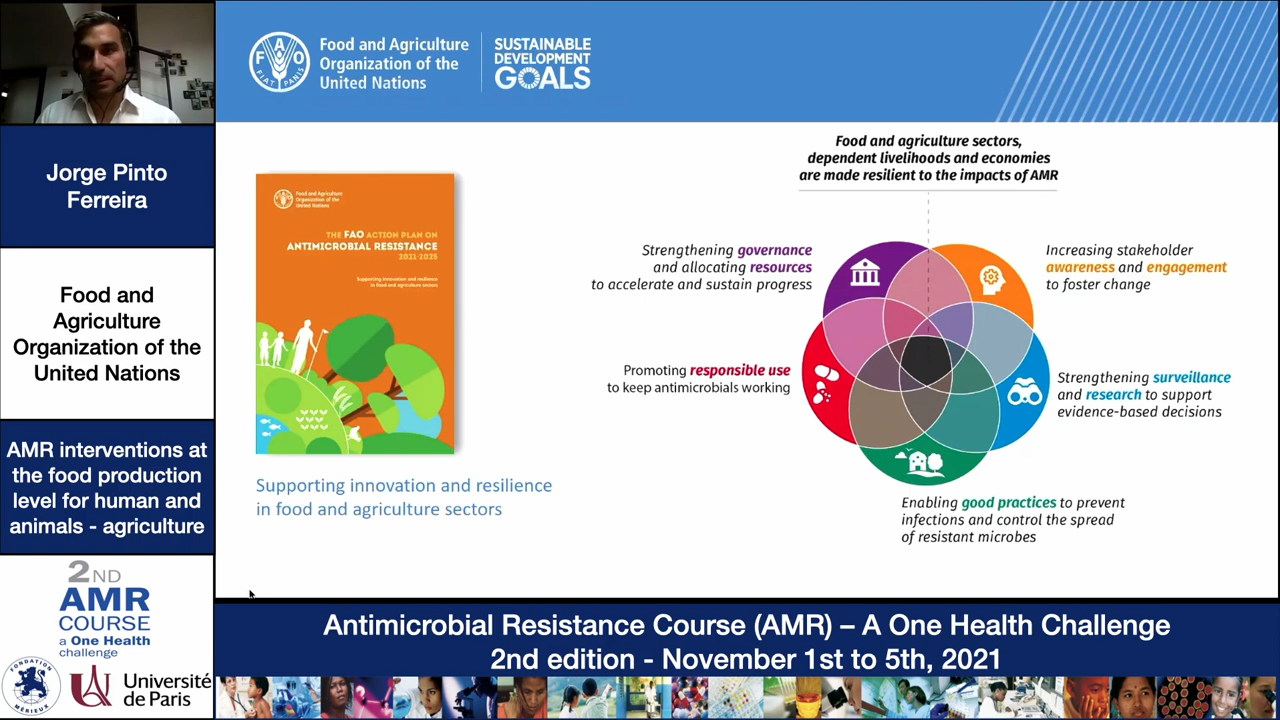 Jorge Pinto
Ferreira
Food and
Agriculture
Organization of the
United Nations
AMR interventions at
the food production
level for human and
animals - agriculture
2ND
AMR
COURSE
a One Health
challenge
FONDATION
MÉRIEUX
Université
de Paris
F A O
FIAT PANIS
Food and Agriculture
Organization of the
United Nations
SUSTAINABLE
DEVELOPMENT
GOALS
Food and Agriculture
Organization of the
United Nations
THE FAO ACTION PLAN ON
ANTIMICROBIAL RESISTANCE
2021-2025
Supporting innovation and resilience
in food and agriculture sectors
Supporting innovation and resilience
in food and agriculture sectors
Food and agriculture sectors,
dependent livelihoods and economies
are made resilient to the impacts of AMR
Strengthening governance
and allocating resources
to accelerate and sustain progress
Increasing stakeholder
awareness and engagement
to foster change
Promoting responsible use
to keep antimicrobials working
Strengthening surveillance
and research to support
evidence-based decisions
Enabling good practices to prevent
infections and control the spread
of resistant microbes
Antimicrobial Resistance Course (AMR) – A One Health Challenge
2nd edition - November 1st to 5th, 2021